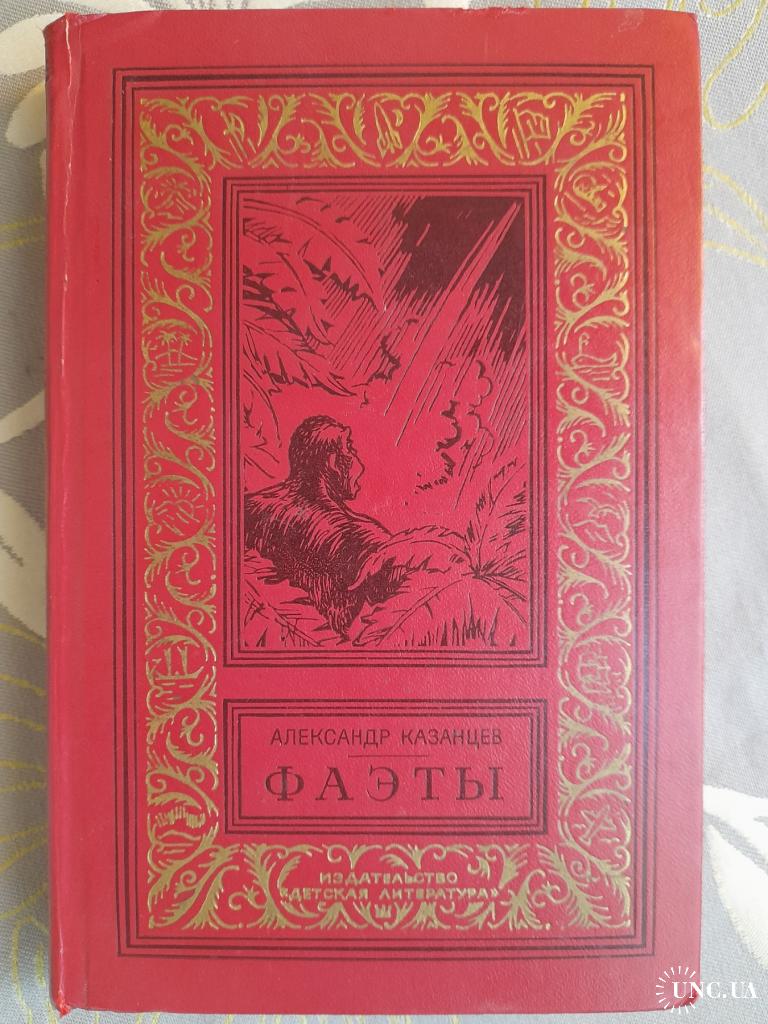 АЛЕКСАНДР КАЗАНЦЕВ
ФАЭТЫ
ИЗДАТЕЛЬСТВО
«ДЕТСКАЯ ЛИТЕРАТУРА»
UNC.UA